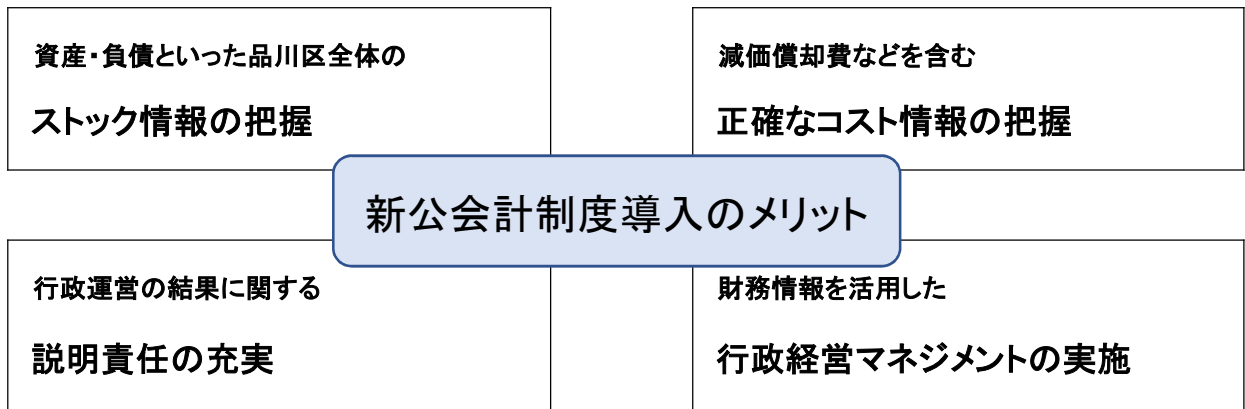 資産・負債といった品川区全体の
ストック情報の把握
減価償却費などを含む
正確なコスト情報の把握
新公会計制度導入のメリット
行政運営の結果に関する
説明責任の充実
財務情報を活用した
行政経営マネジメントの実施